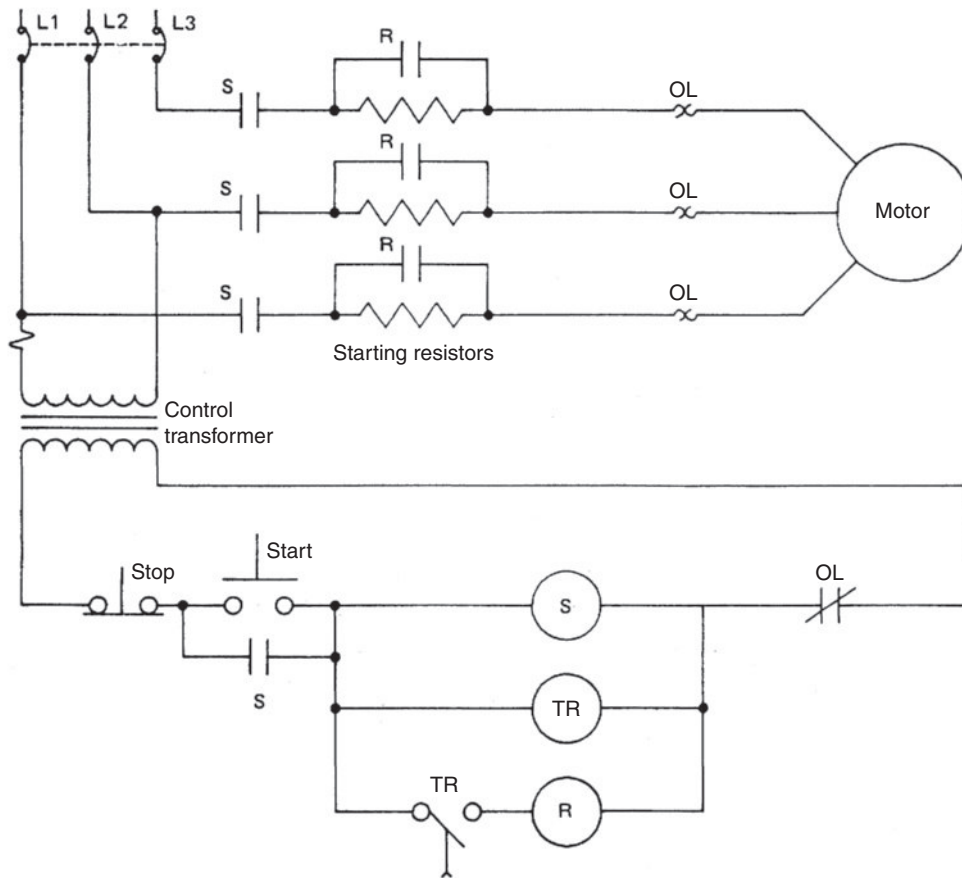 L1 L2 L3
R
S
OL
R
S
OL
Motor
R
S
OL
Starting resistors
Control
transformer
Start
Stop
OL
S
S
TR
TR
R